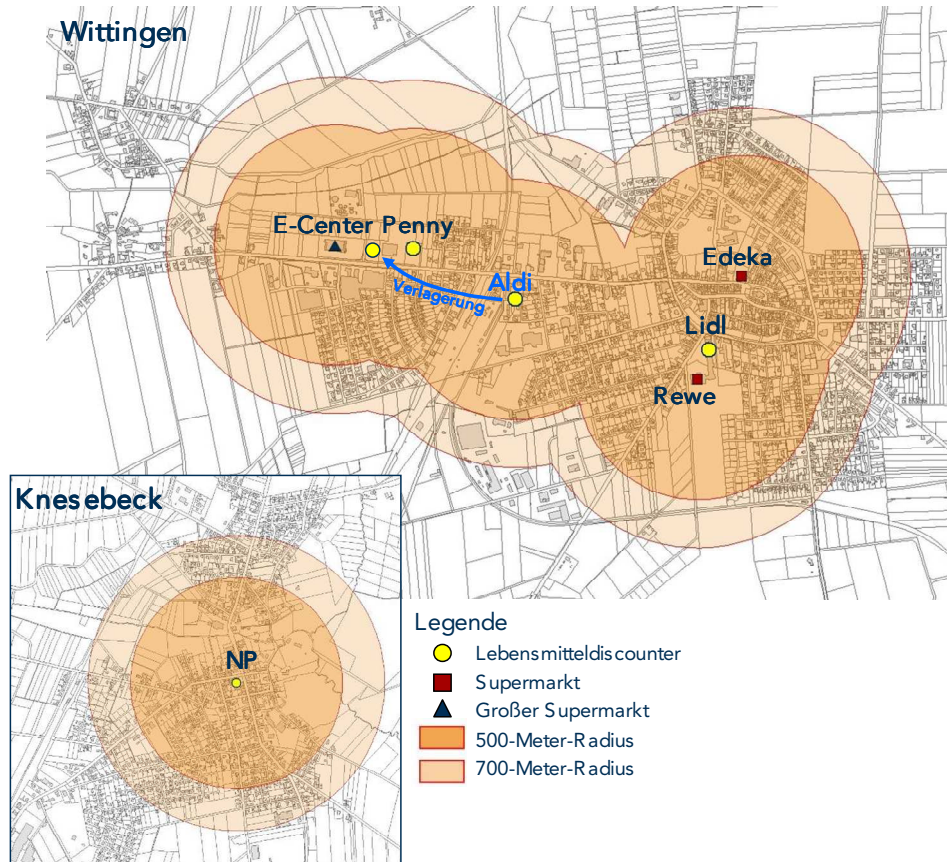 Wittingen
E-Center Penny
Edeka
Aldi
Verlagerung
Lidl
Rewe
Knesebeck
NP
Legende
Lebensmitteldiscounter
Supermarkt
Großer Supermarkt
500-Meter-Radius
700-Meter-Radius